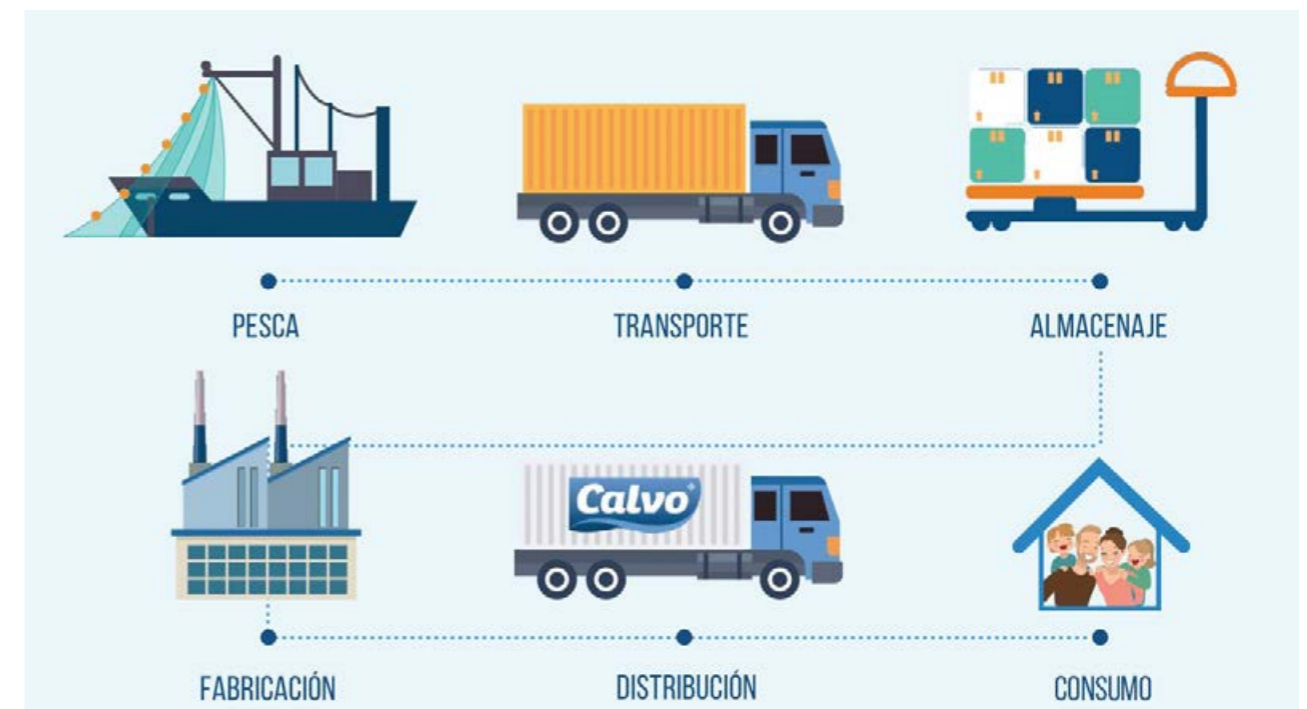 PESCA
TRANSPORTE
ALMACENAJE
Calvo
FABRICACIÓN
DISTRIBUCIÓN
CONSUMO